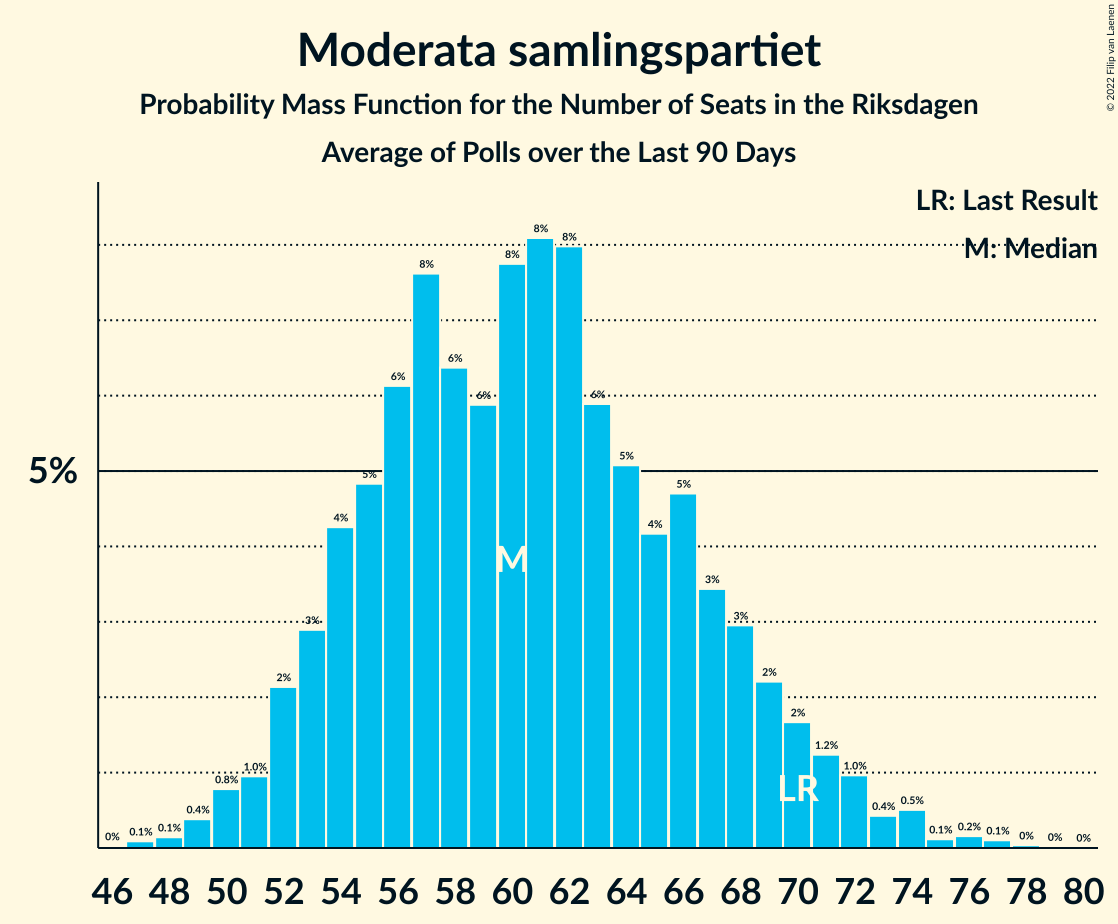 Moderata samlingspartiet
Probability Mass Function for the Number of Seats in the Riksdagen
Average of Polls over the Last 90 Days
© 2022 Filip van Laenen
LR: Last Result
M: Median
5%
0% 0.1% 0.1% 0.4% 0.8% 1.0% 2% 3% 4% 5% 6% 8% 6% 6% 8% 8% 8% 6% 5% 4% 5% 3% 3% 2% 2% 1.2% 1.0% 0.4% 0.5% 0.1% 0.2% 0.1% 0% 0% 0%
M
LR
46 48 50 52 54 56 58 60 62 64 66 68 70 72 74 76 78 80